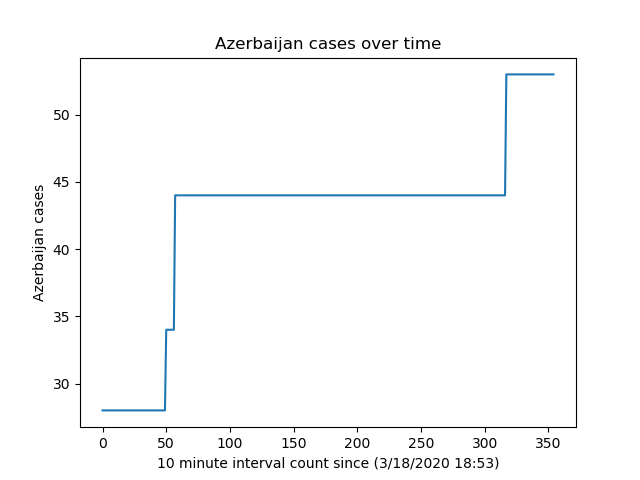 Azerbaijan cases over time
50
45
40
35
30
Azerbaijan cases
0 50 100 150 200 250 300 350
10 minute interval count since (3/18/2020 18:53)